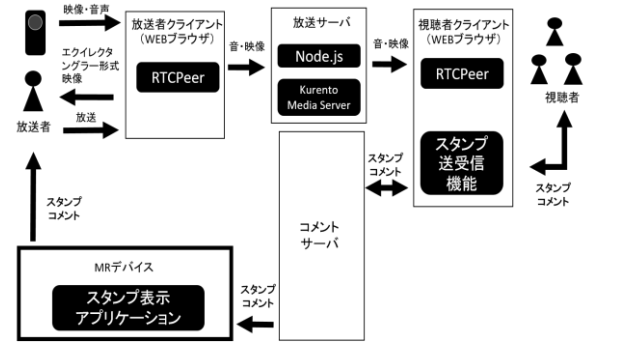 映像・音声
エクイレクタ
ングラー形式
映像
放送者
放送
放送者クライアント
(WEBブラウザ)
RTCPeer
音・映像
放送サーバ
Node.js
Kurento
Media Server
音・映像
視聴者クライアント
(WEBブラウザ)
RTCPeer
スタンプ
送受信
機能
視聴者
スタンプ
コメント
スタンプ
コメント
コメント
サーバ
スタンプ
コメント
MRデバイス
スタンプ表示
アプリケーション
スタンプ
コメント